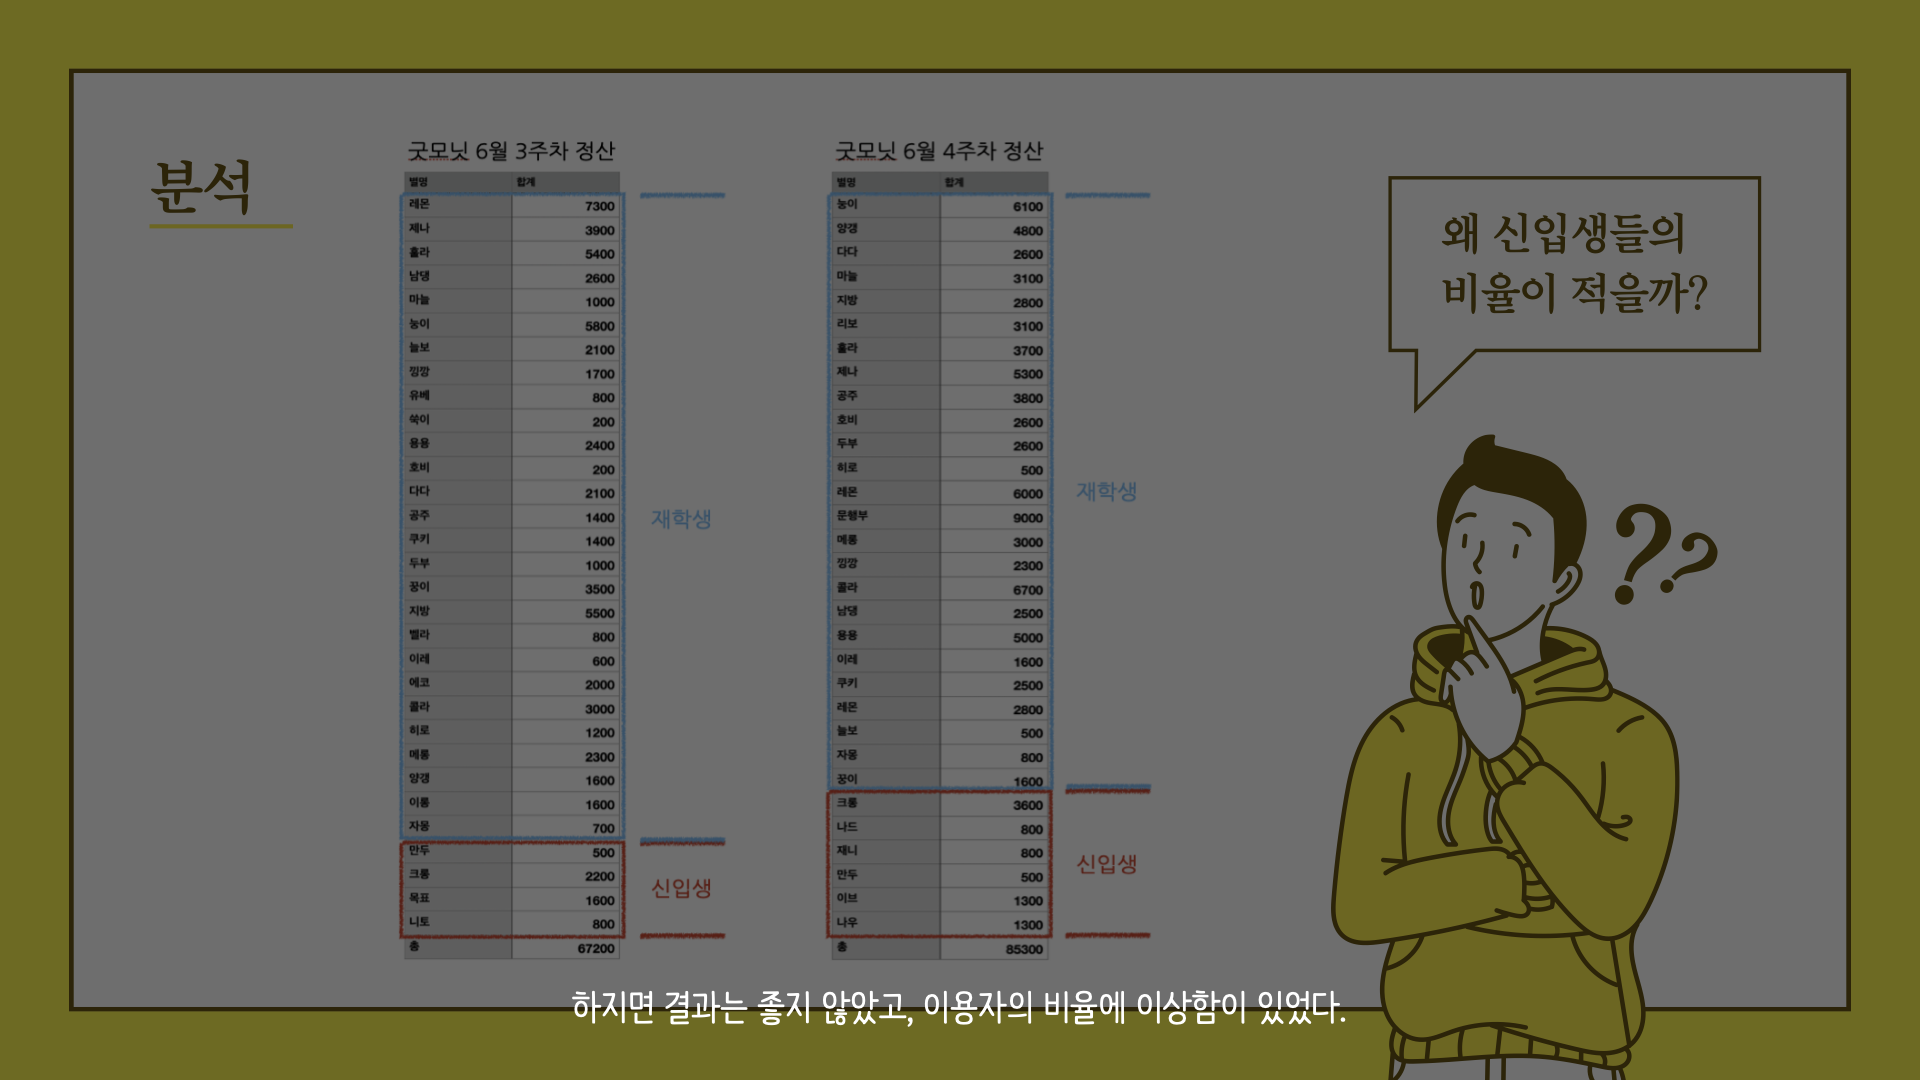 분석
굿모닛 6월 3주차 정산
별명 합계
레몬 7300
제나 3900
홀라 5400
남댕 2600
마늘 1000
눙이 5800
늘보 2100
낑깡 1700
유베 800
쑥이 200
용용 2400
호비 200
다다 2100
공주 1400
쿠키 1400
두부 1000
꿍이 3500
지방 5500
벨라 800
이레 600
에코 2000
콜라 3000
히로 1200
메롱 2300
양갱 1600
이롱 1600
자몽 700
만두 500
크롱 2200
목표 1600
니토 800
총 67200
재학생
신입생
굿모닛 6월 4주차 정산
별명 합계
눙이 6100
양갱 4800
다다 2600
마늘 3100
지방 2800
리보 3100
홀라 3700
제나 5300
공주 3800
호비 2600
두부 2600
히로 500
레몬 6000
문행부 9000
메롱 3000
낑깡 2300
콜라 6700
남댕 2500
용용 5000
이레 1600
쿠키 2500
레몬 2800
늘보 500
자몽 800
꿍이 1600
크롱 3600
나드 800
재니 800
만두 500
이브 1300
나우 1300
총 85300
재학생
신입생
왜 신입생들의
비율이 적을까?
??
하지면 결과는 좋지 않았고, 이용자의 비율에 이상함이 있었다.